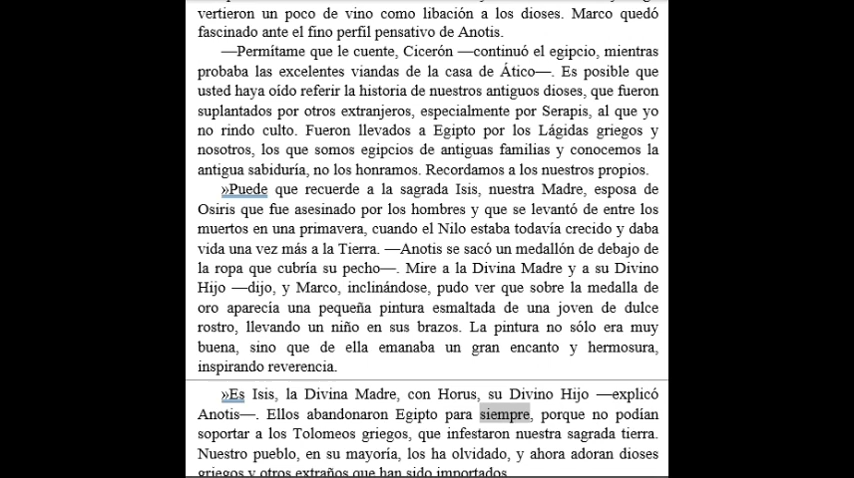 vertieron un poco de vino como libación a los dioses. Marco quedó
fascinado ante el fino perfil pensativo de Anotis.
—Permítame que le cuente, Cicerón —continuó el egipcio, mientras
probaba las excelentes viandas de la casa de Ático—. Es posible que
usted haya oído referir la historia de nuestros antiguos dioses, que fueron
suplantados por otros extranjeros, especialmente por Serapis, al que yo
no rindo culto. Fueron llevados a Egipto por los Lágidas griegos y
nosotros, los que somos egipcios de antiguas familias y conocemos la
antigua sabiduría, no los honramos. Recordamos a los nuestros propios.
»Puede que recuerde a la sagrada Isis, nuestra Madre, esposa de
Osiris que fue asesinado por los hombres y que se levantó de entre los
muertos en una primavera, cuando el Nilo estaba todavía crecido y daba
vida una vez más a la Tierra. —Anotis se sacó un medallón de debajo de
la ropa que cubría su pecho—. Mire a la Divina Madre y a su Divino
Hijo —dijo, y Marco, inclinándose, pudo ver que sobre la medalla de
oro aparecía una pequeña pintura esmaltada de una joven de dulce
rostro, llevando un niño en sus brazos. La pintura no sólo era muy
buena, sino que de ella emanaba un gran encanto y hermosura,
inspirando reverencia.
»Es Isis, la Divina Madre, con Horus, su Divino Hijo —explicó
Anotis—. Ellos abandonaron Egipto para siempre, porque no podían
soportar a los Tolomeos griegos, que infestaron nuestra sagrada tierra.
Nuestro pueblo, en su mayoría, los ha olvidado, y ahora adoran dioses
griegos y otros extraños que han sido importados.